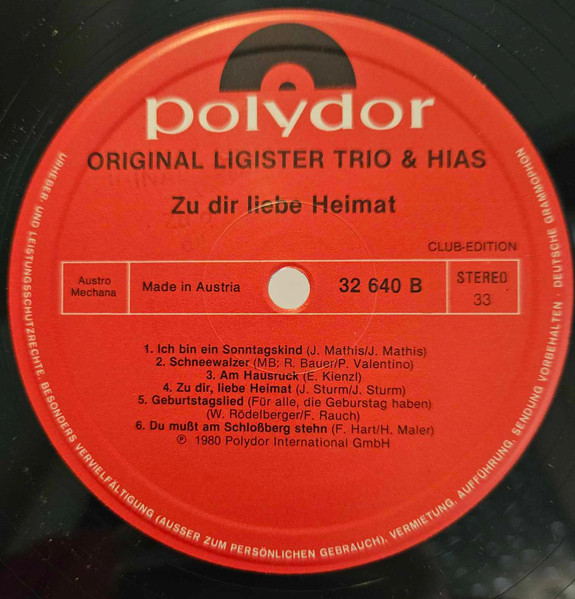 polydor
ORIGINAL LIGISTER TRIO & HIAS
Zu dir liebe Heimat
CLUB-EDITION
Austro
Mechana
Made in Austria
32 640 B
STEREO
33
1. Ich bin ein Sonntagskind (J. Mathis/J. Mathis)
2. Schneewalzer (MB: R. Bauer/P. Valentino)
3. Am Hausruck (E. Kienzl)
4. Zu dir, liebe Heimat (J. Sturm/J. Sturm)
5. Geburtstagslied (Für alle, die Geburstag haben)
(W. Rödelberger/F. Rauch)
6. Du mußt am Schloßberg stehn (F. Hart/H. Maler)
℗ 1980 Polydor International GmbH
URHEBER- UND LEISTUNGSSCHUTZRECHTE, BESONDERS VERVIELFÄLTIGUNG (AUSSER ZUM PERSÖNLICHEN GEBRAUCH), VERMIETUNG, AUFFÜHRUNG, SENDUNG VORBEHALTEN · DEUTSCHE GRAMMOPHON